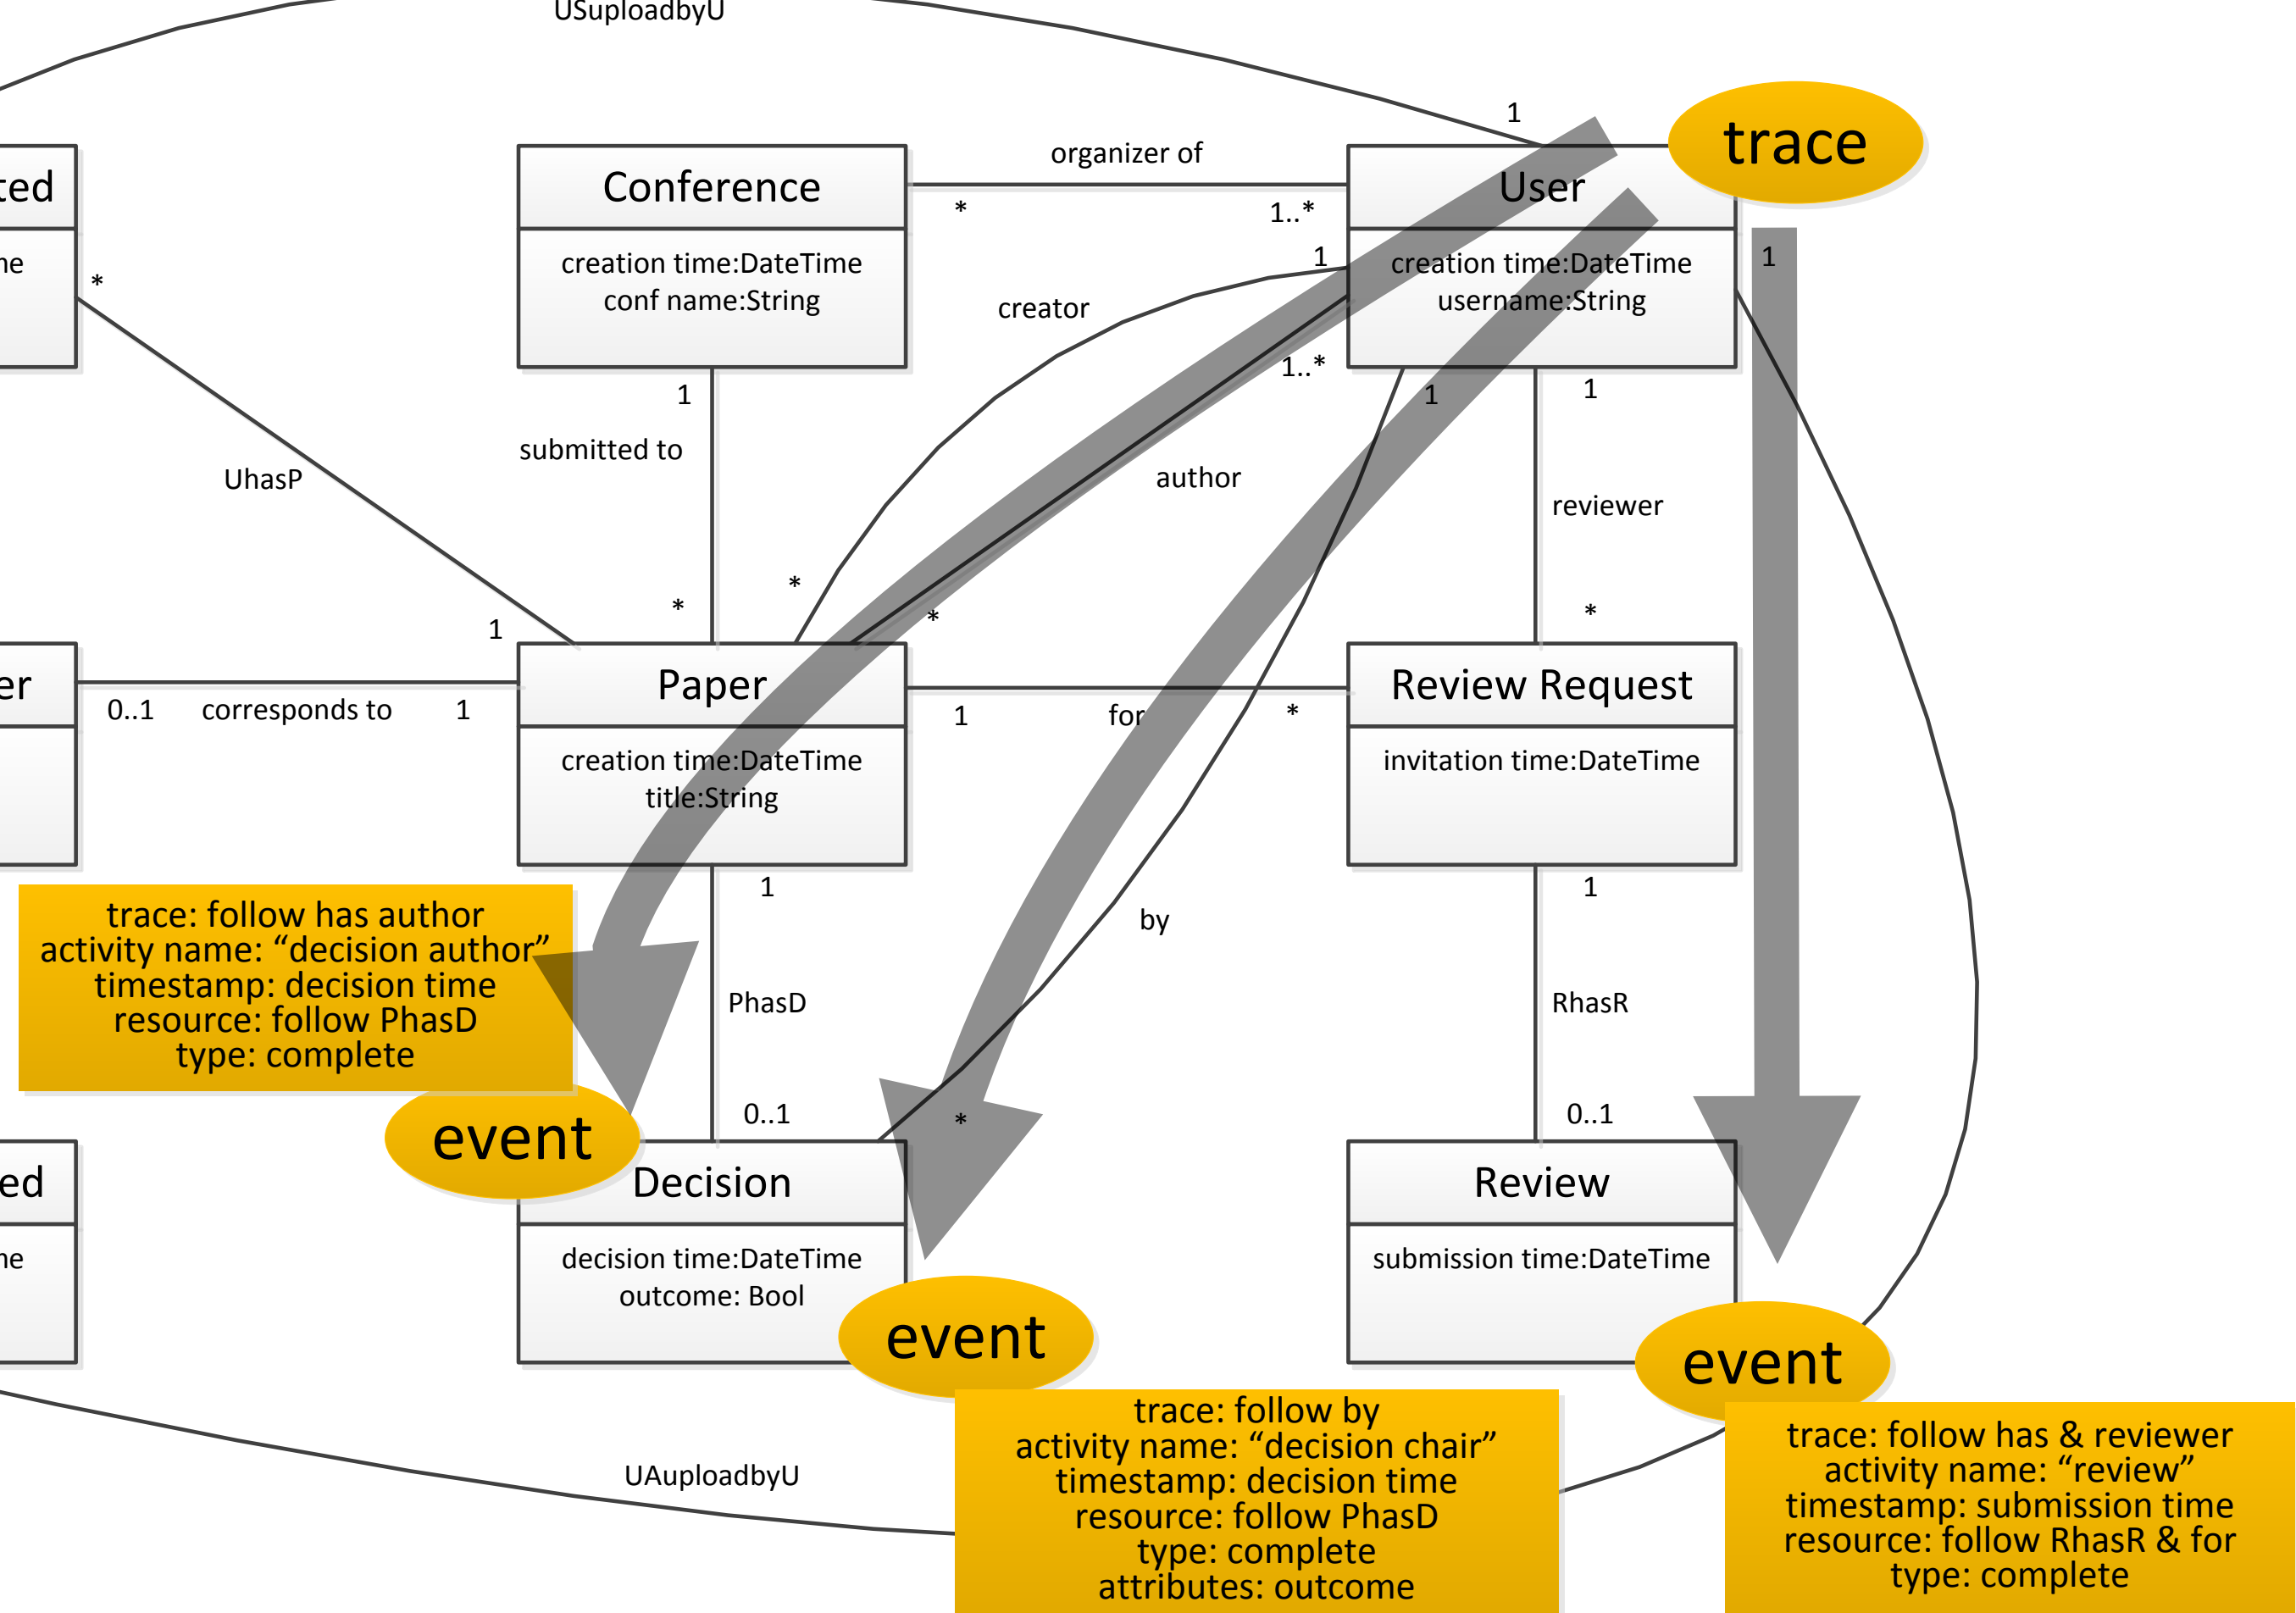 USuploadbyU
1
trace
ted
Conference
organizer of
User
*
1..*
me
*
creation time:DateTime
conf name:String
1
creation time:DateTime
username:String
1
creator
1..*
1
1
1
submitted to
UhasP
author
reviewer
*
*
*
*
1
er
Paper
Review Request
0..1
corresponds to
1
1
for
*
creation time:DateTime
title:String
invitation time:DateTime
1
1
trace: follow has author
activity name: “decision author”
timestamp: decision time
resource: follow PhasD
type: complete
by
PhasD
RhasR
0..1
*
0..1
event
ed
Decision
Review
me
decision time:DateTime
outcome: Bool
submission time:DateTime
event
event
UAuploadbyU
trace: follow by
activity name: “decision chair”
timestamp: decision time
resource: follow PhasD
type: complete
attributes: outcome
trace: follow has & reviewer
activity name: “review”
timestamp: submission time
resource: follow RhasR & for
type: complete